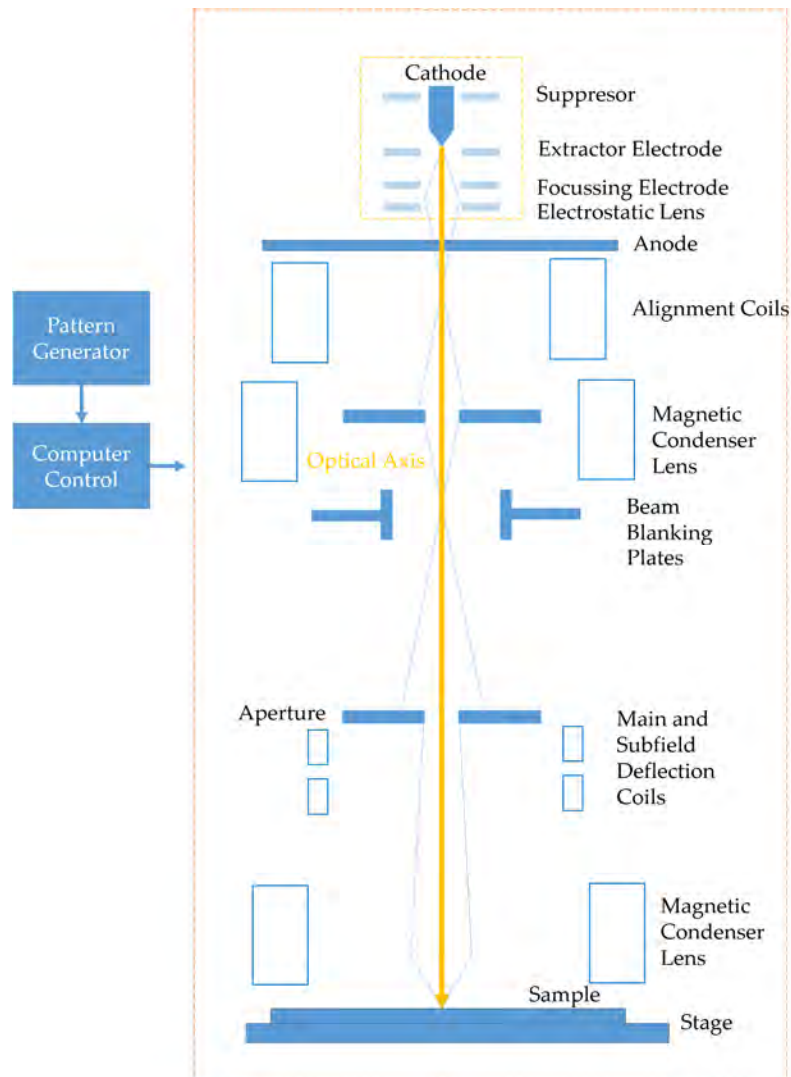 Cathode
Suppresor
Extractor Electrode
Focussing Electrode
Electrostatic Lens
Anode
Alignment Coils
Pattern
Generator
Computer
Control
Optical Axis
Magnetic
Condenser
Lens
Beam
Blanking
Plates
Aperture
Main and
Subfield
Deflection
Coils
Magnetic
Condenser
Lens
Sample
Stage